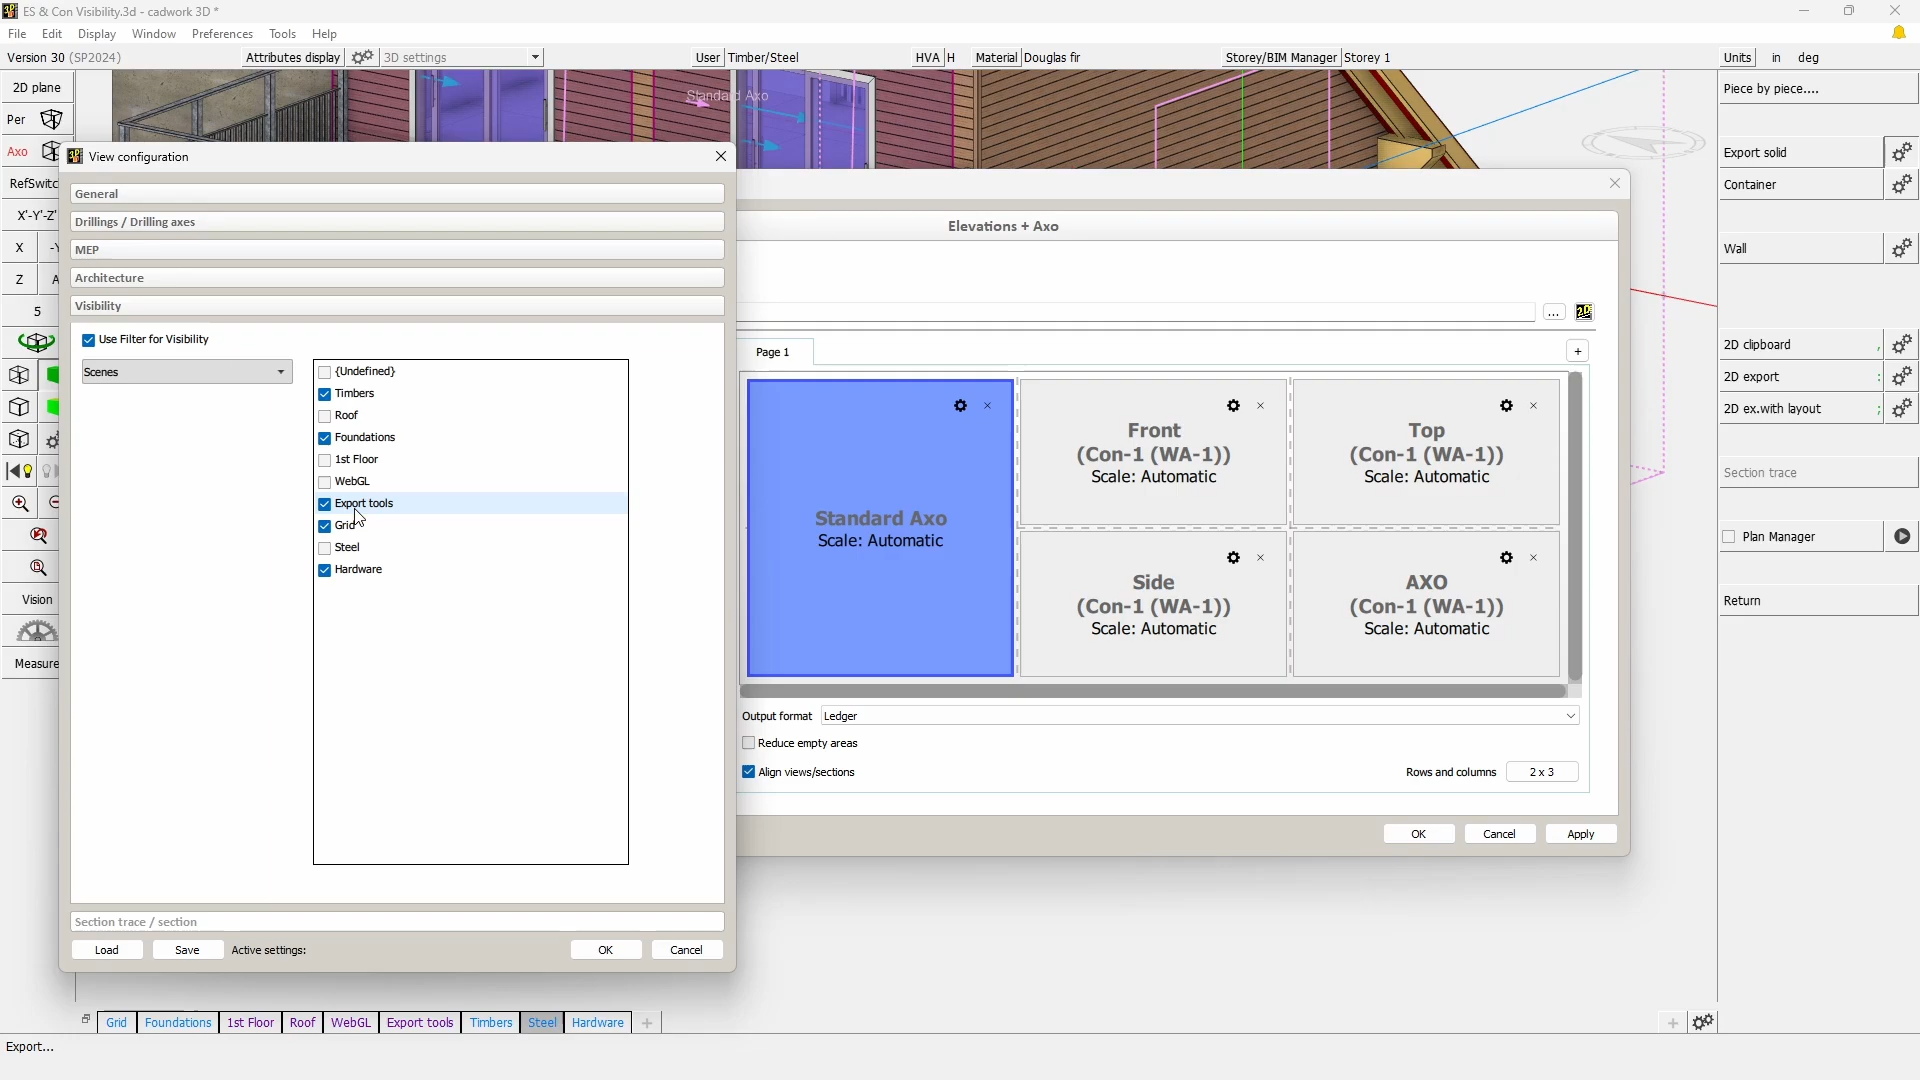 ES & Con Visibility.3d - cadwork 3D *
File Edit Display Window Preferences Tools Help
Version 30 (SP2024) Attributes display 3D settings User Timber/Steel HVA H Material Douglas fir Storey/BIM Manager Storey 1 Units in deg
2D plane
Per
Axo
RefSwitc
X'-Y'-Z'
X -Y
Z A
5
Vision
Measure
Standard Axo
View configuration
General
Drillings / Drilling axes
MEP
Architecture
Visibility
Use Filter for Visibility
Scenes
{Undefined}
Timbers
Roof
Foundations
1st Floor
WebGL
Export tools
Grid
Steel
Hardware
Section trace / section
Load Save Active settings: OK Cancel
Elevations + Axo
... 2D
Page 1 +
Standard Axo
Scale: Automatic
Front
(Con-1 (WA-1))
Scale: Automatic
Top
(Con-1 (WA-1))
Scale: Automatic
Side
(Con-1 (WA-1))
Scale: Automatic
AXO
(Con-1 (WA-1))
Scale: Automatic
Output format Ledger
Reduce empty areas
Align views/sections Rows and columns 2 x 3
OK Cancel Apply
Piece by piece....
Export solid
Container
Wall
2D clipboard ,
2D export :
2D ex.with layout ;
Section trace
Plan Manager
Return
Grid Foundations 1st Floor Roof WebGL Export tools Timbers Steel Hardware + +
Export...